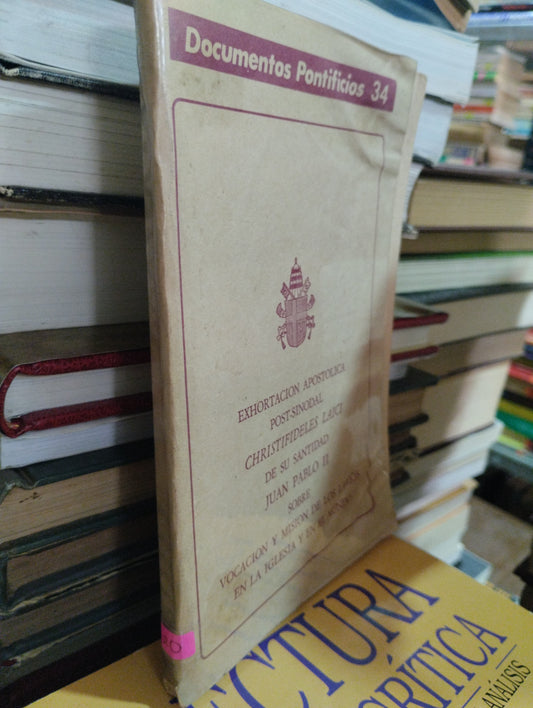 Documentos Pontificios 34
EXHORTACION APOSTOLICA
POST-SINODAL
CHRISTIFIDELES LAICI
DE SU SANTIDAD
JUAN PABLO II
SOBRE
VOCACION Y MISION DE LOS LAICOS
EN LA IGLESIA Y EN EL MUNDO
ECTURA
CRÍTICA
ANÁLISIS